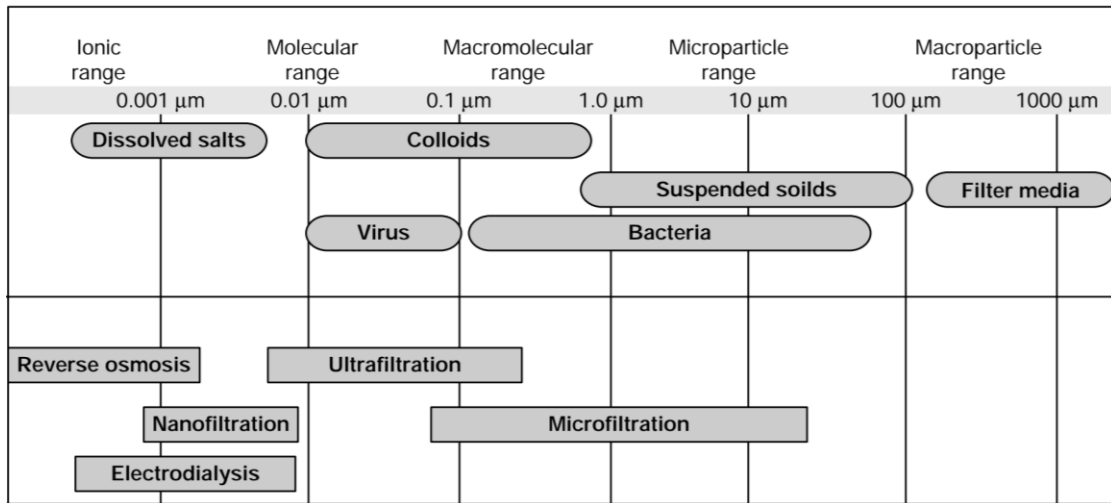 Ionic range
Molecular range
Macromolecular range
Microparticle range
Macroparticle range
0.001 µm
0.01 µm
0.1 µm
1.0 µm
10 µm
100 µm
1000 µm
Dissolved salts
Colloids
Suspended soilds
Filter media
Virus
Bacteria
Reverse osmosis
Ultrafiltration
Nanofiltration
Microfiltration
Electrodialysis